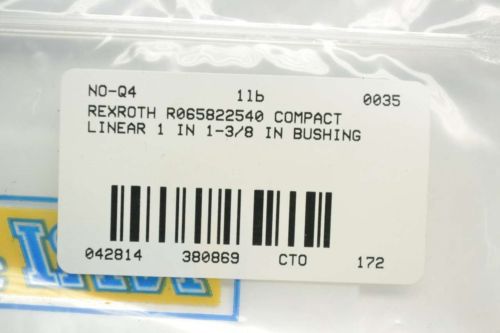 NO-Q4 1lb 0035
REXROTH R065822540 COMPACT
LINEAR 1 IN 1-3/8 IN BUSHING
042814 380869 CTO 172